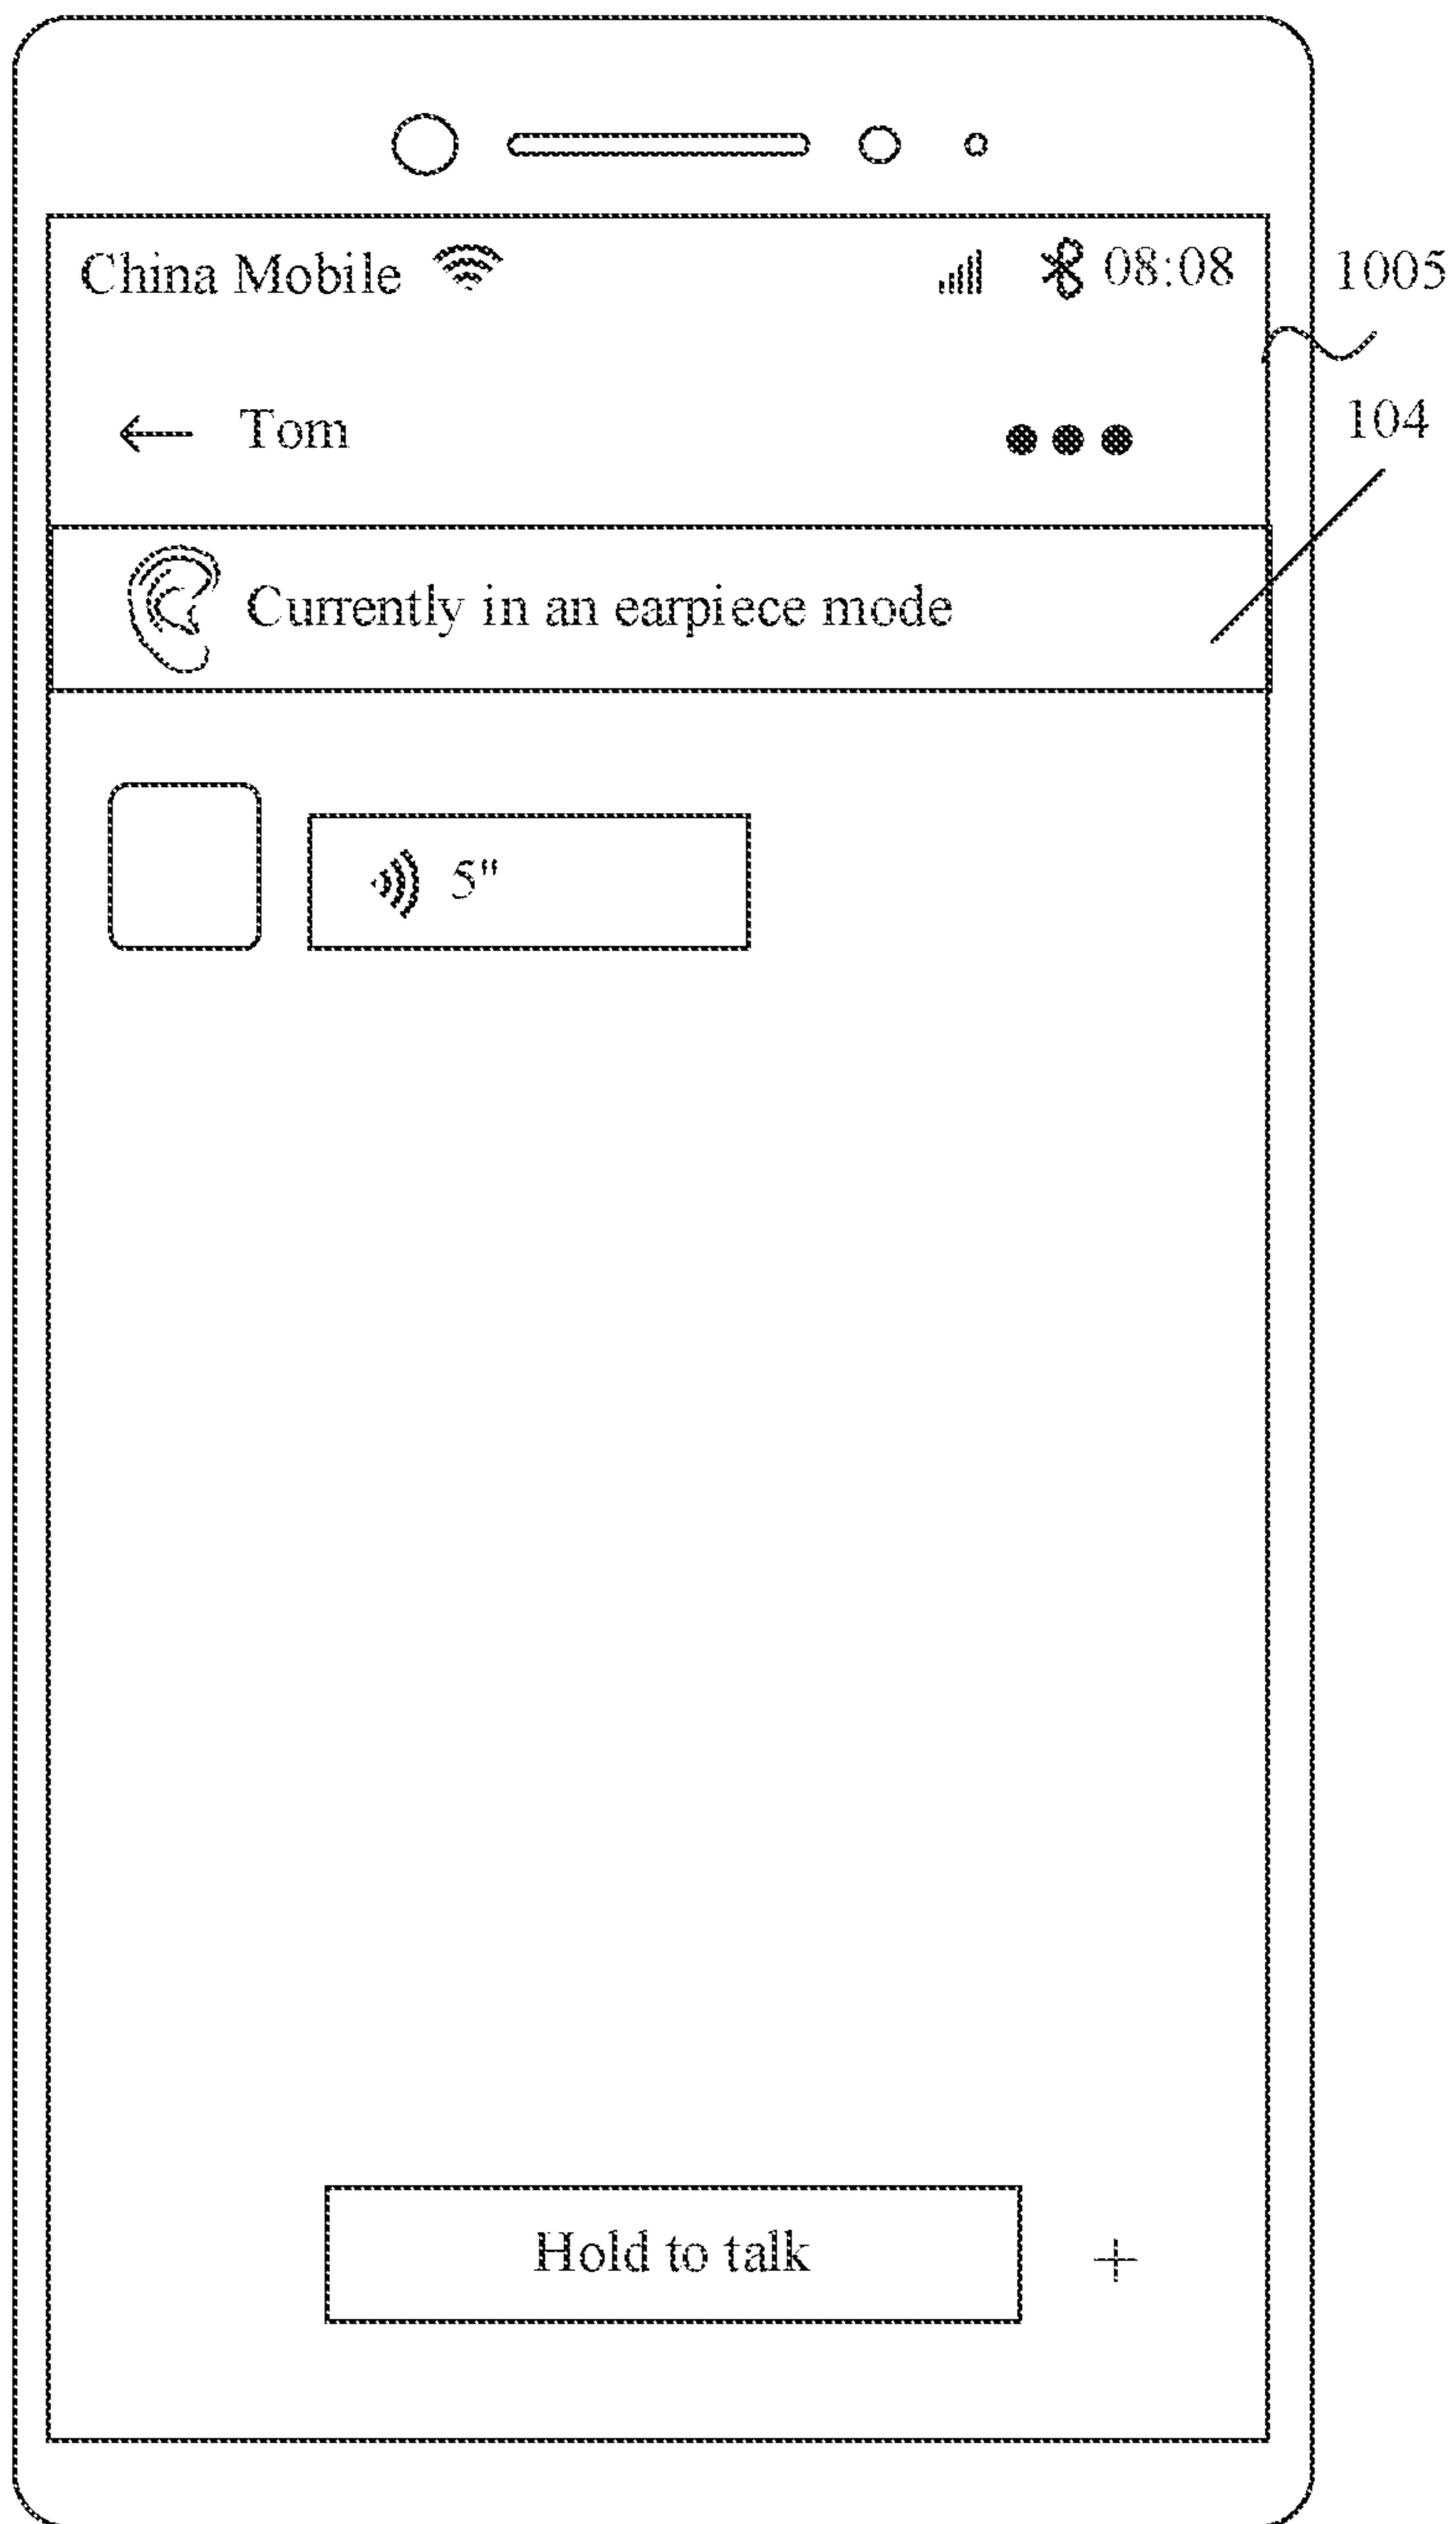 China Mobile 08:08
1005
Tom
104
Currently in an earpiece mode
5"
Hold to talk